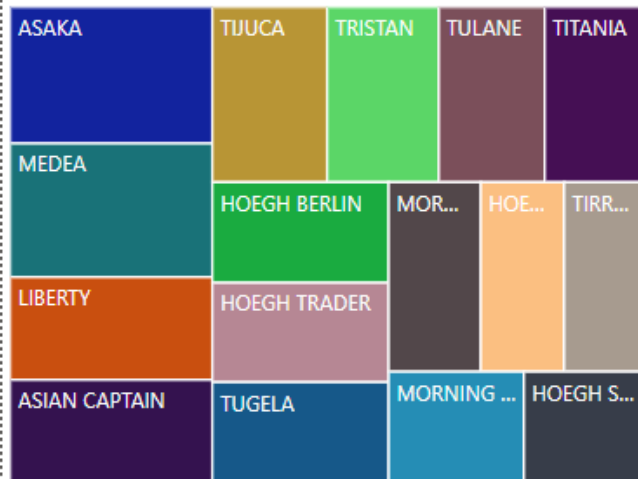 ASAKA
MEDEA
LIBERTY
ASIAN CAPTAIN
TIJUCA
TRISTAN
TULANE
TITANIA
HOEGH BERLIN
HOEGH TRADER
TUGELA
MOR...
HOE...
TIRR...
MORNING ...
HOEGH S...